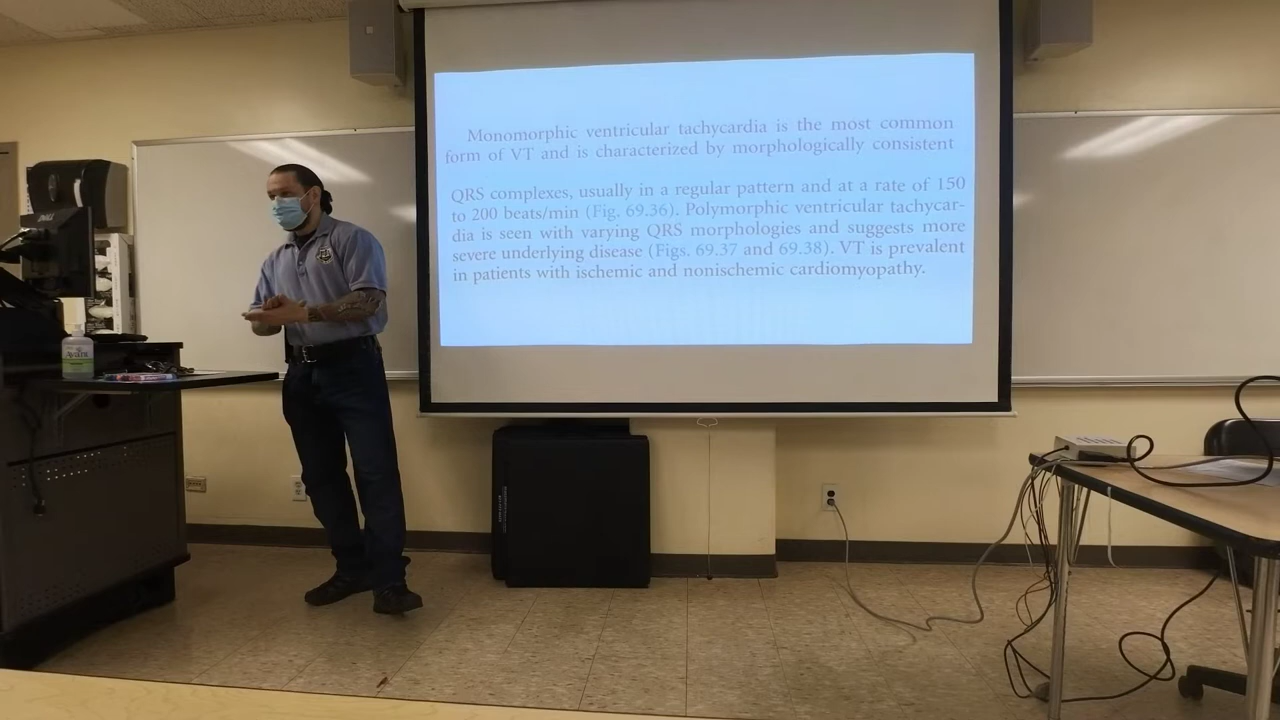 Monomorphic ventricular tachycardia is the most common
form of VT and is characterized by morphologically consistent
QRS complexes, usually in a regular pattern and at a rate of 150
to 200 beats/min (Fig. 69.36). Polymorphic ventricular tachycar-
dia is seen with varying QRS morphologies and suggests more
severe underlying disease (Figs. 69.37 and 69.38). VT is prevalent
in patients with ischemic and nonischemic cardiomyopathy.
Avant